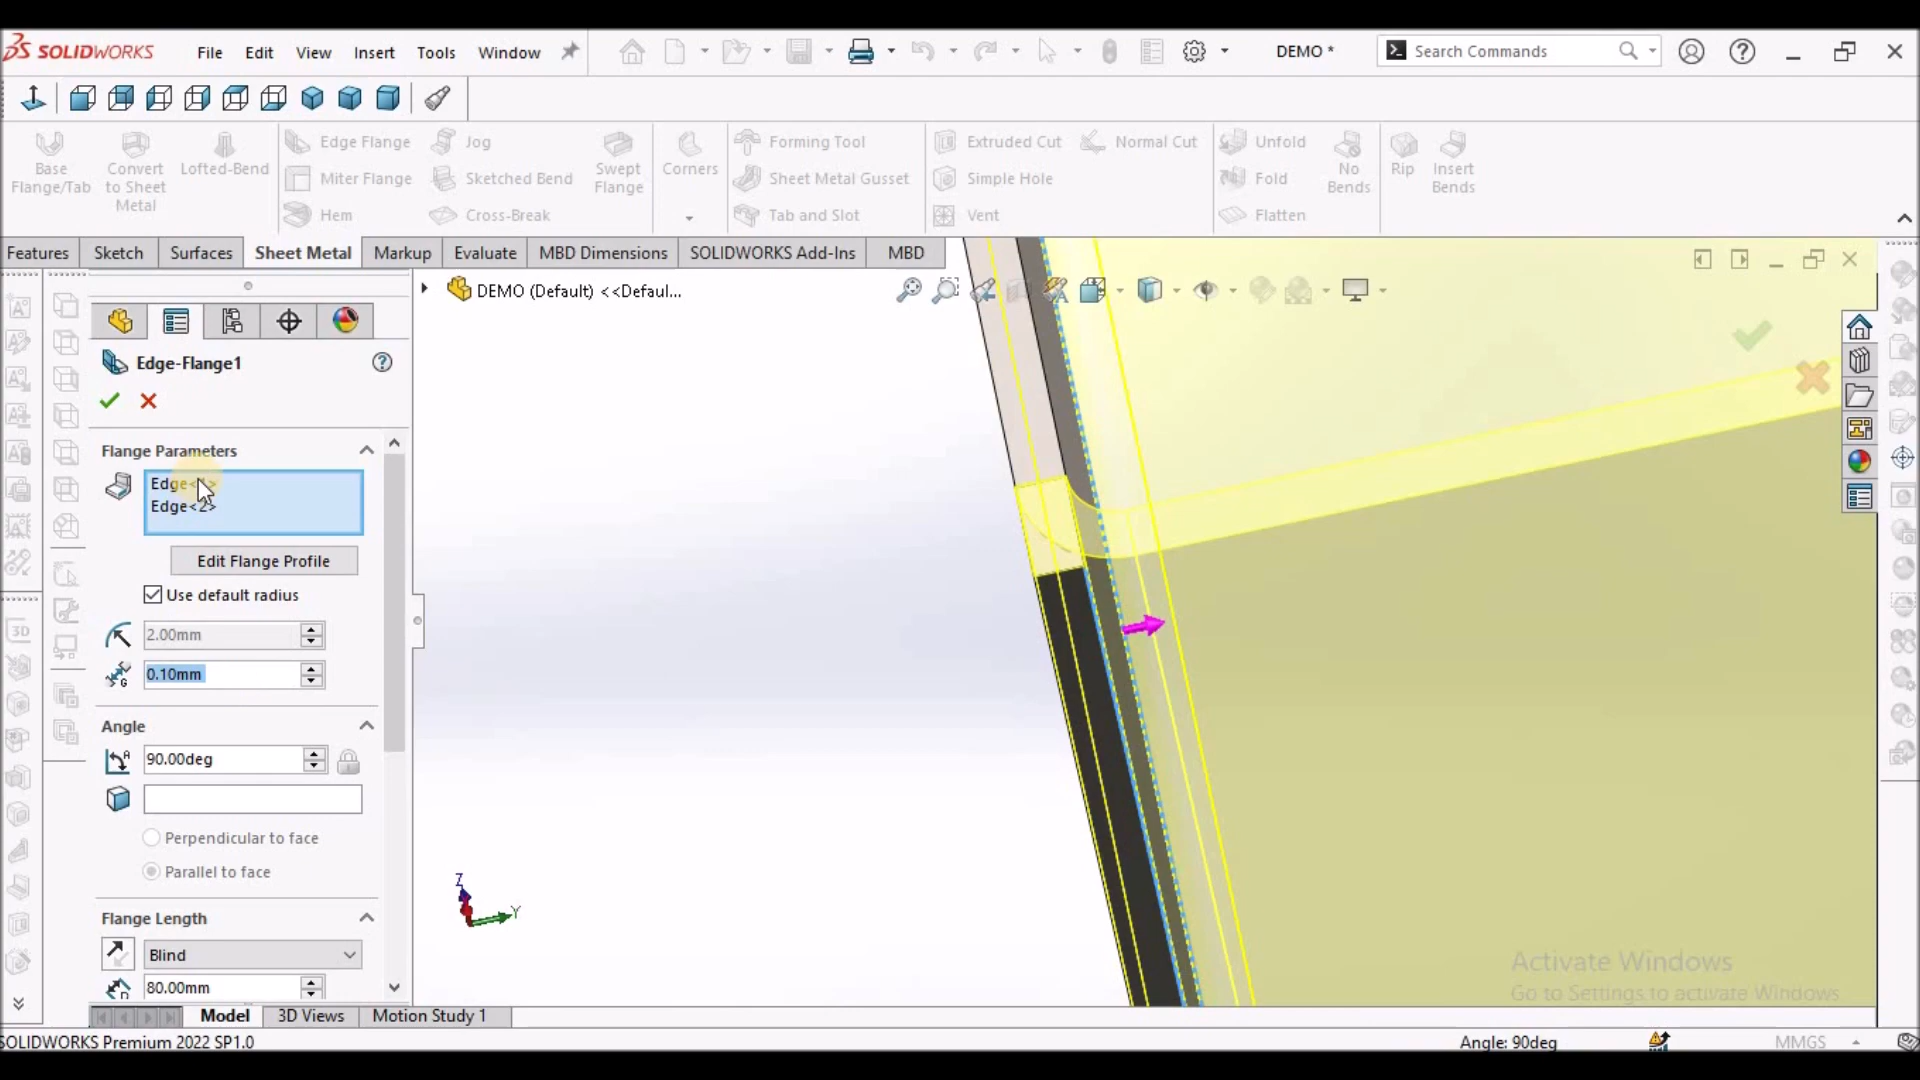 SOLIDWORKS File Edit View Insert Tools Window DEMO * Search Commands
Base Flange/Tab
Convert to Sheet Metal
Lofted-Bend
Edge Flange
Miter Flange
Hem
Jog
Sketched Bend
Cross-Break
Swept Flange
Corners
Forming Tool
Sheet Metal Gusset
Tab and Slot
Extruded Cut
Simple Hole
Vent
Normal Cut
Unfold
Fold
Flatten
No Bends
Rip
Insert Bends
Features Sketch Surfaces Sheet Metal Markup Evaluate MBD Dimensions SOLIDWORKS Add-Ins MBD
DEMO (Default) <<Defaul...
Edge-Flange1
Flange Parameters
Edge<1>
Edge<2>
Edit Flange Profile
Use default radius
2.00mm
0.10mm
Angle
90.00deg
Perpendicular to face
Parallel to face
Flange Length
Blind
80.00mm
3D
Z
Y
Activate Windows
Go to Settings to activate Windows
Model 3D Views Motion Study 1
SOLIDWORKS Premium 2022 SP1.0 Angle: 90deg MMGS